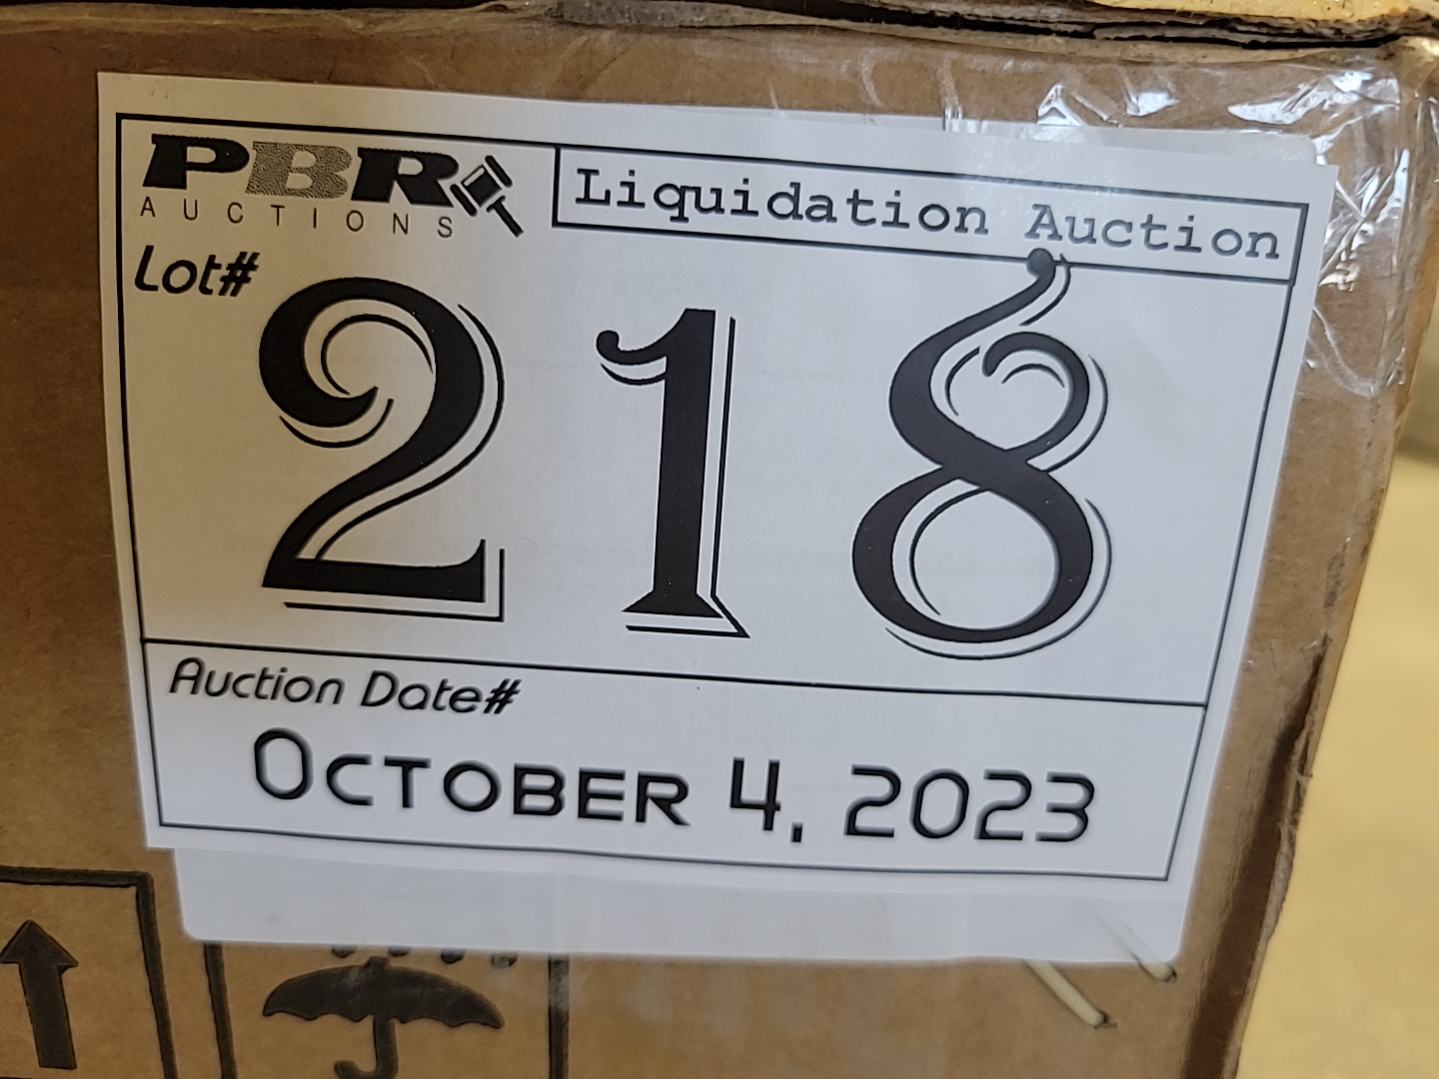 PBR
AUCTIONS
Liquidation Auction
Lot#
218
Auction Date#
OCTOBER 4, 2023